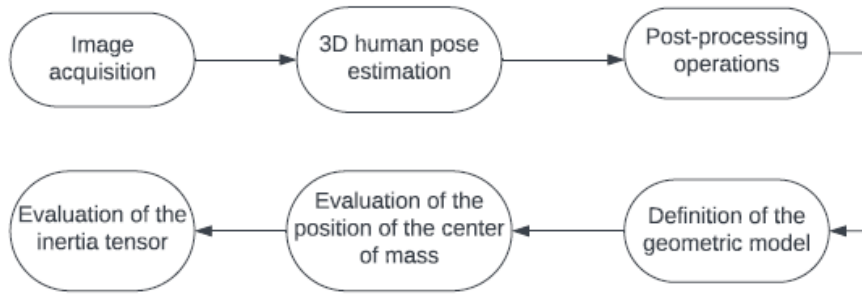 Image
acquisition
3D human pose
estimation
Post-processing
operations
Definition of the
geometric model
Evaluation of the
position of the center
of mass
Evaluation of the
inertia tensor